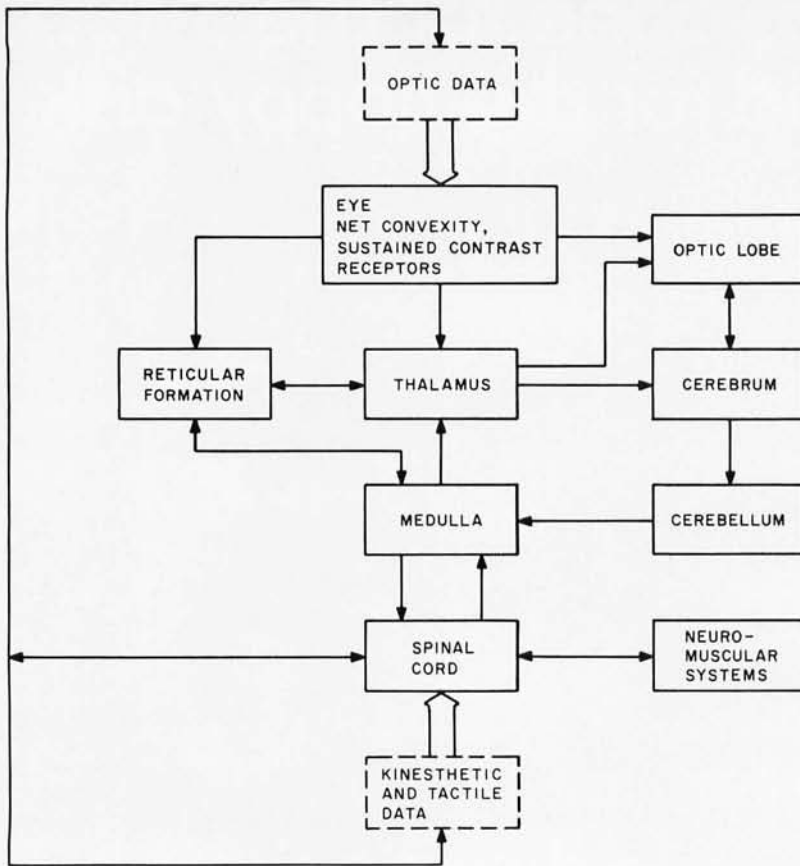 OPTIC DATA
EYE
NET CONVEXITY,
SUSTAINED CONTRAST
RECEPTORS
OPTIC LOBE
RETICULAR
FORMATION
THALAMUS
CEREBRUM
MEDULLA
CEREBELLUM
SPINAL
CORD
NEURO-
MUSCULAR
SYSTEMS
KINESTHETIC
AND TACTILE
DATA